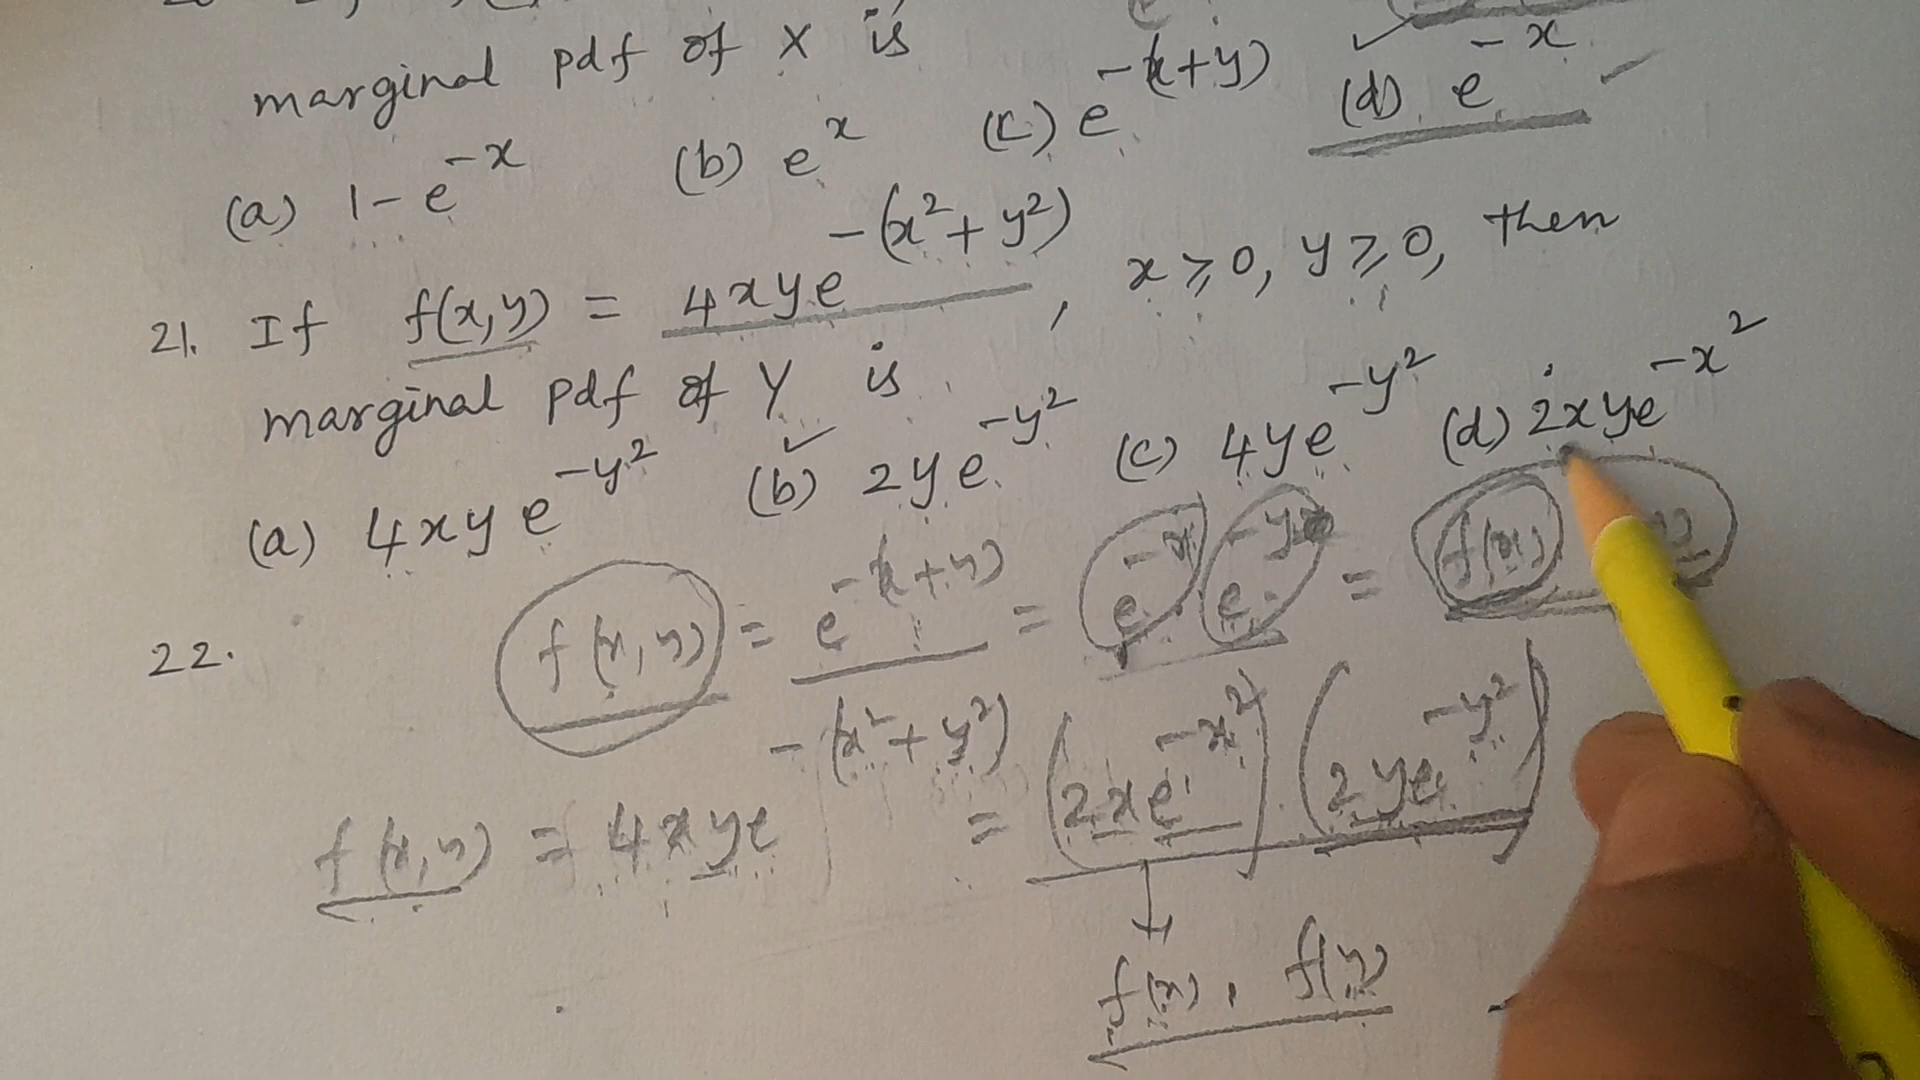 marginal pdf of X is
(a) 1-e^{-x} (b) e^{x} (c) e^{-(x+y)} ✓(d) e^{-x}
21. If f(x,y) = 4xye^{-(x²+y²)}, x ≥ 0, y ≥ 0, then
marginal pdf of Y is
(a) 4xye^{-y²} ✓(b) 2ye^{-y²} (c) 4ye^{-y²} (d) 2xye^{-x²}
f(x,y) = e^{-(x+y)} = e^{-x} · e^{-y} = f(x)
22.
f(x,y) = 4xye^{-(x²+y²)} = (2xe^{-x²}) · (2ye^{-y²})
f(x) . f(y)